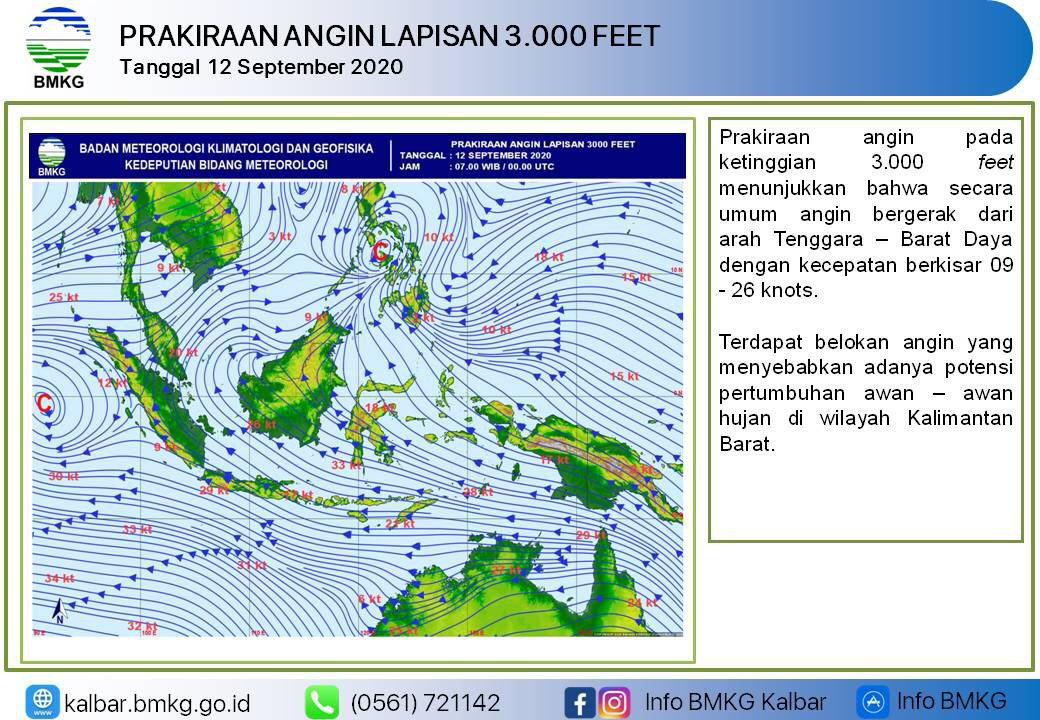 PRAKIRAAN ANGIN LAPISAN 3.000 FEET
Tanggal 12 September 2020
BMKG
BADAN METEOROLOGI KLIMATOLOGI DAN GEOFISIKA
KEDEPUTIAN BIDANG METEOROLOGI
BMKG
PRAKIRAAN ANGIN LAPISAN 3000 FEET
TANGGAL : 12 SEPTEMBER 2020
JAM : 07.00 WIB / 00.00 UTC
17 kt
8 kt
7 kt
3 kt
10 kt
C
18 kt
9 kt
15 kt
10 N
25 kt
9 kt
10 kt
12 kt
15 kt
C
18 kt
26 kt
9 kt
33 kt
17 kt
30 kt
29 kt
28 kt
21 kt
33 kt
29 kt
31 kt
27 kt
34 kt
6 kt
24 kt
N
32 kt
100 E
110 E
Prakiraan angin pada
ketinggian 3.000 feet
menunjukkan bahwa secara
umum angin bergerak dari
arah Tenggara – Barat Daya
dengan kecepatan berkisar 09
- 26 knots.
Terdapat belokan angin yang
menyebabkan adanya potensi
pertumbuhan awan – awan
hujan di wilayah Kalimantan
Barat.
kalbar.bmkg.go.id
(0561) 721142
Info BMKG Kalbar
Info BMKG